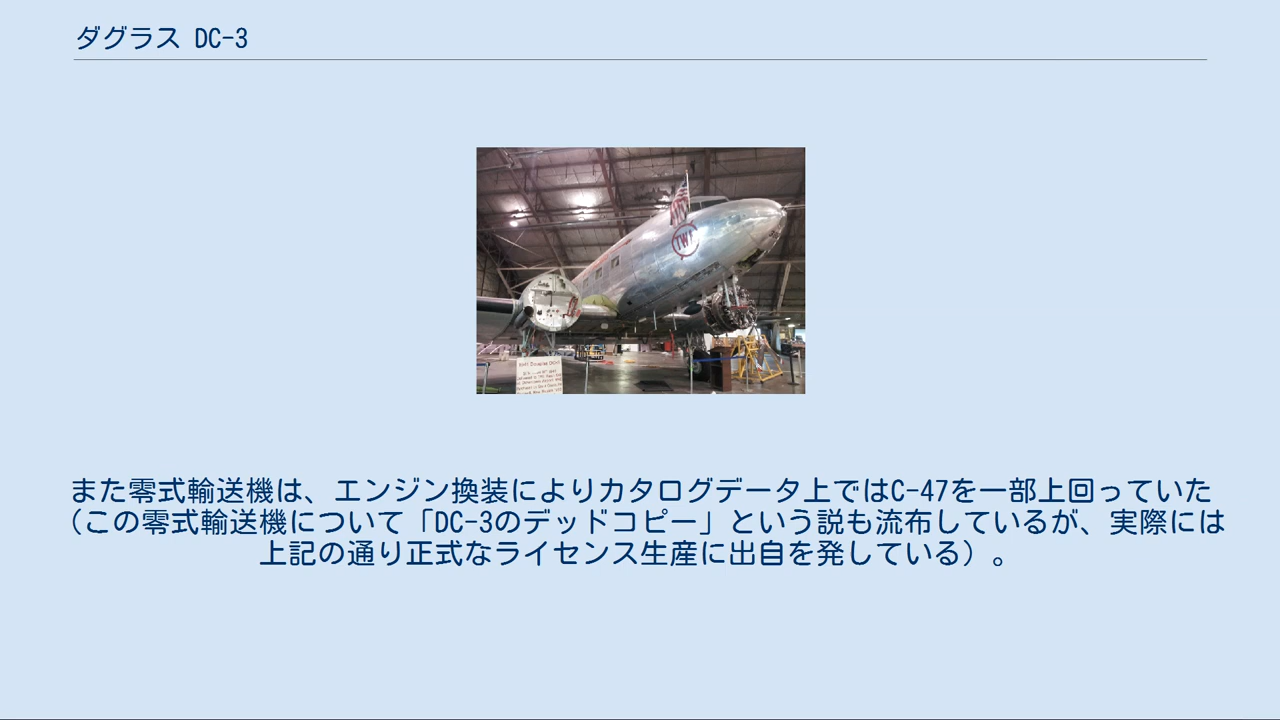 ダグラス DC-3
TWA
また零式輸送機は、エンジン換装によりカタログデータ上ではC-47を一部上回っていた
(この零式輸送機について「DC-3のデッドコピー」という説も流布しているが、実際には
上記の通り正式なライセンス生産に出自を発している) 。